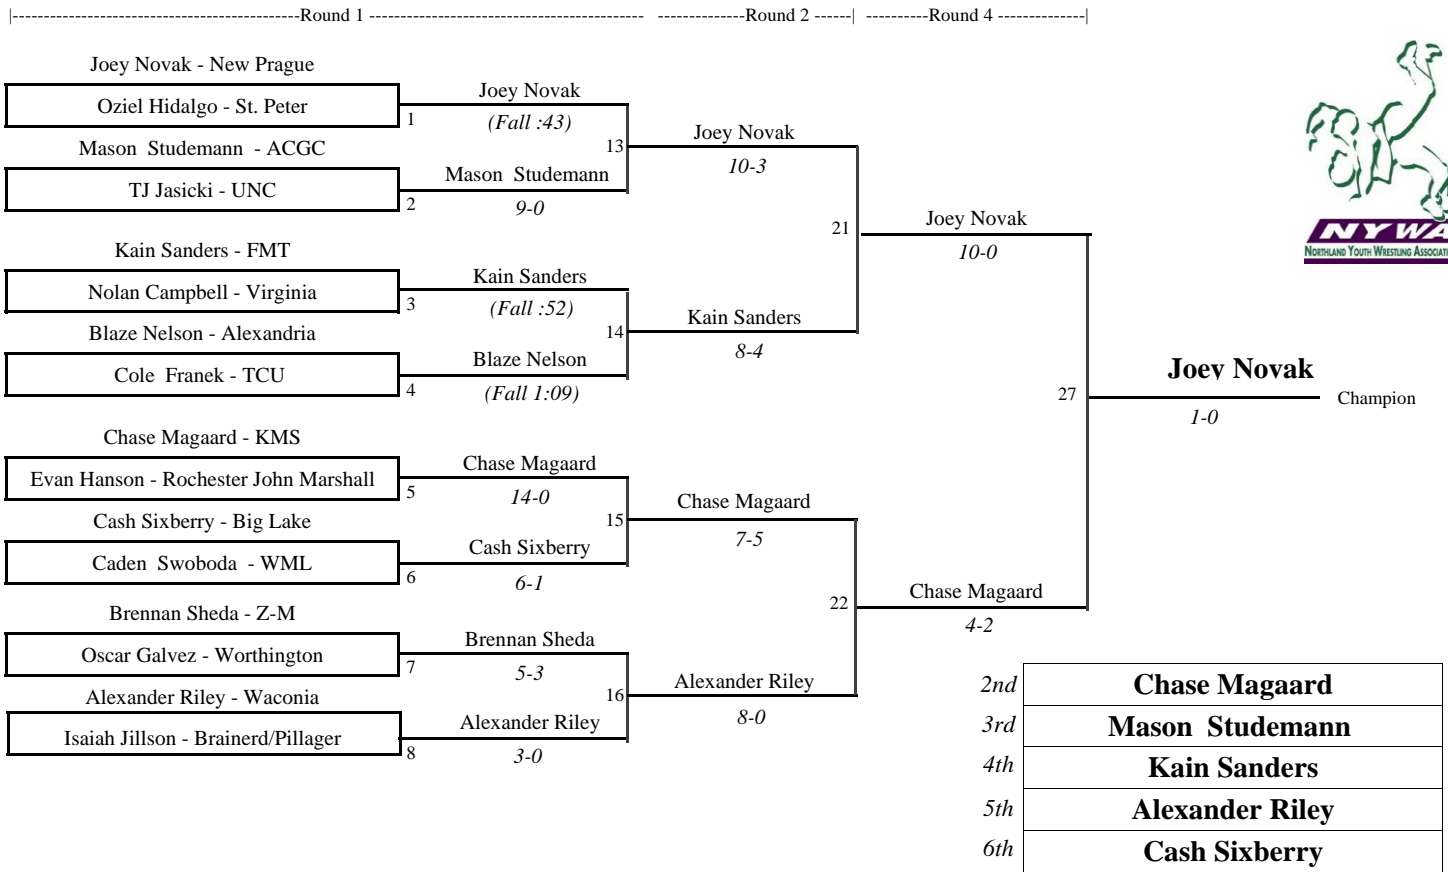 |-----------------------------------------Round 1 --------------------------------------- -------------Round 2 ------| ----------Round 4 -------------|
Joey Novak - New Prague
Oziel Hidalgo - St. Peter
1
Joey Novak
(Fall :43)
Mason Studemann - ACGC
TJ Jasicki - UNC
2
Mason Studemann
9-0
13
Joey Novak
10-3
Kain Sanders - FMT
Nolan Campbell - Virginia
3
Kain Sanders
(Fall :52)
Blaze Nelson - Alexandria
Cole Franek - TCU
4
Blaze Nelson
(Fall 1:09)
14
Kain Sanders
8-4
21
Joey Novak
10-0
Chase Magaard - KMS
Evan Hanson - Rochester John Marshall
5
Chase Magaard
14-0
Cash Sixberry - Big Lake
Caden Swoboda - WML
6
Cash Sixberry
6-1
15
Chase Magaard
7-5
Brennan Sheda - Z-M
Oscar Galvez - Worthington
7
Brennan Sheda
5-3
Alexander Riley - Waconia
Isaiah Jillson - Brainerd/Pillager
8
Alexander Riley
3-0
16
Alexander Riley
8-0
22
Chase Magaard
4-2
27
Joey Novak
1-0
Champion
NYWA
NORTHLAND YOUTH WRESTLING ASSOCIATI
2nd Chase Magaard
3rd Mason Studemann
4th Kain Sanders
5th Alexander Riley
6th Cash Sixberry